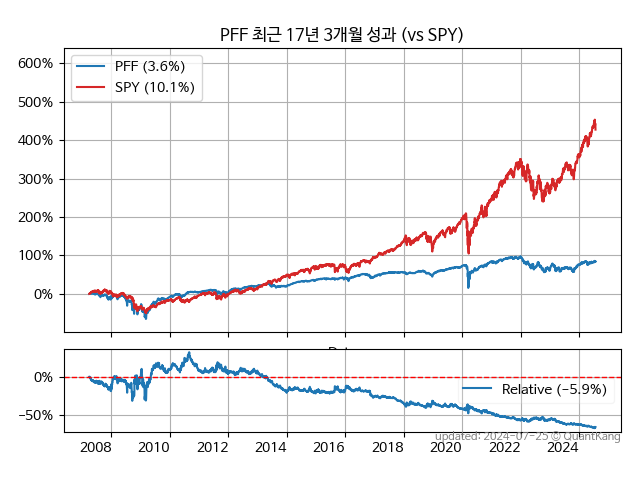 PFF 최근 17년 3개월 성과 (vs SPY)
600%
500%
400%
300%
200%
100%
0%
PFF (3.6%)
SPY (10.1%)
0%
−50%
Relative (−5.9%)
updated: 2024-07-25 © QuantKang
2008 2010 2012 2014 2016 2018 2020 2022 2024